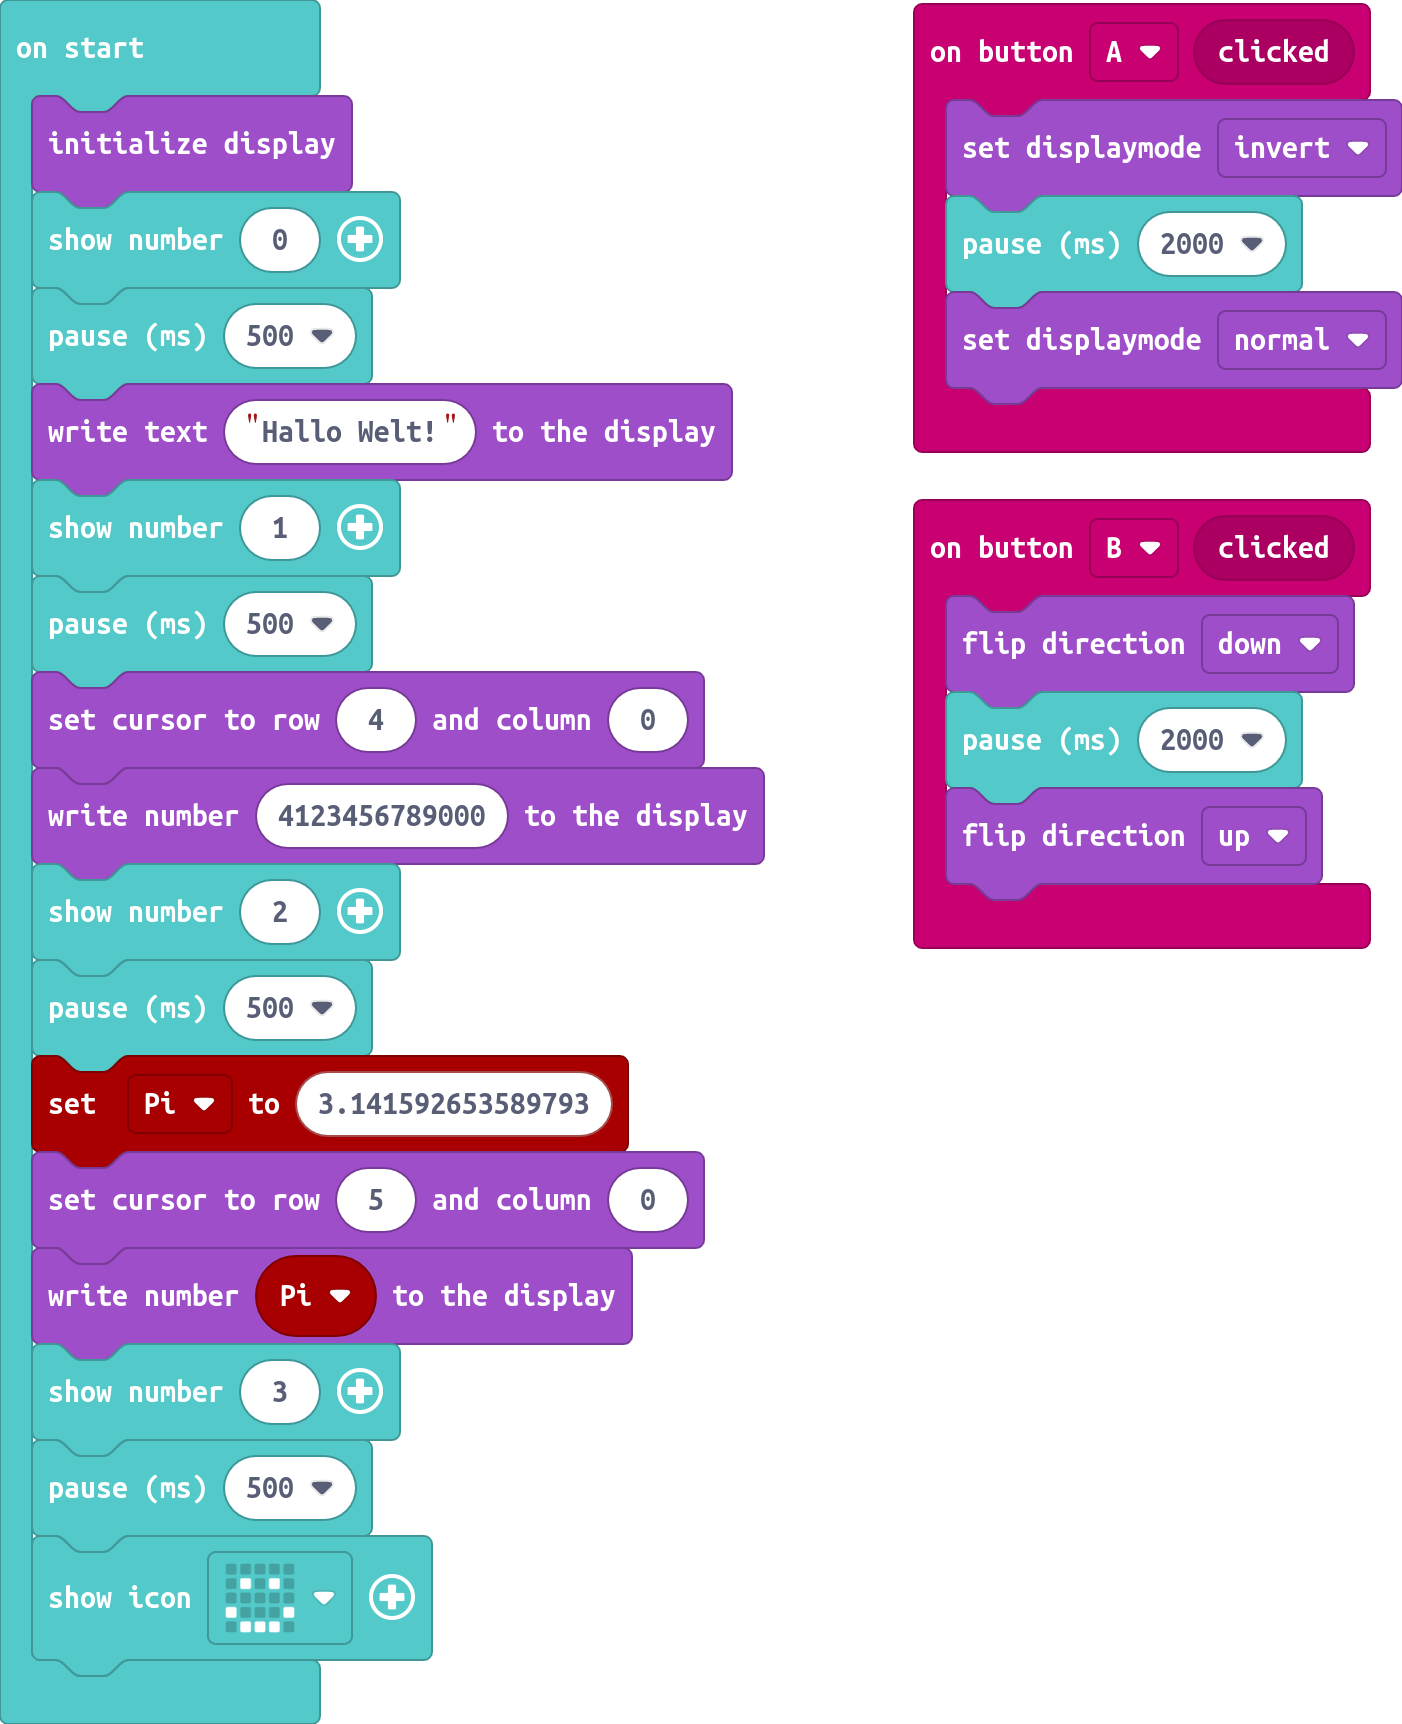 on start
initialize display
show number 0
pause (ms) 500
write text "Hallo Welt!" to the display
show number 1
pause (ms) 500
set cursor to row 4 and column 0
write number 4123456789000 to the display
show number 2
pause (ms) 500
set Pi to 3.141592653589793
set cursor to row 5 and column 0
write number Pi to the display
show number 3
pause (ms) 500
show icon
on button A clicked
set displaymode invert
pause (ms) 2000
set displaymode normal
on button B clicked
flip direction down
pause (ms) 2000
flip direction up